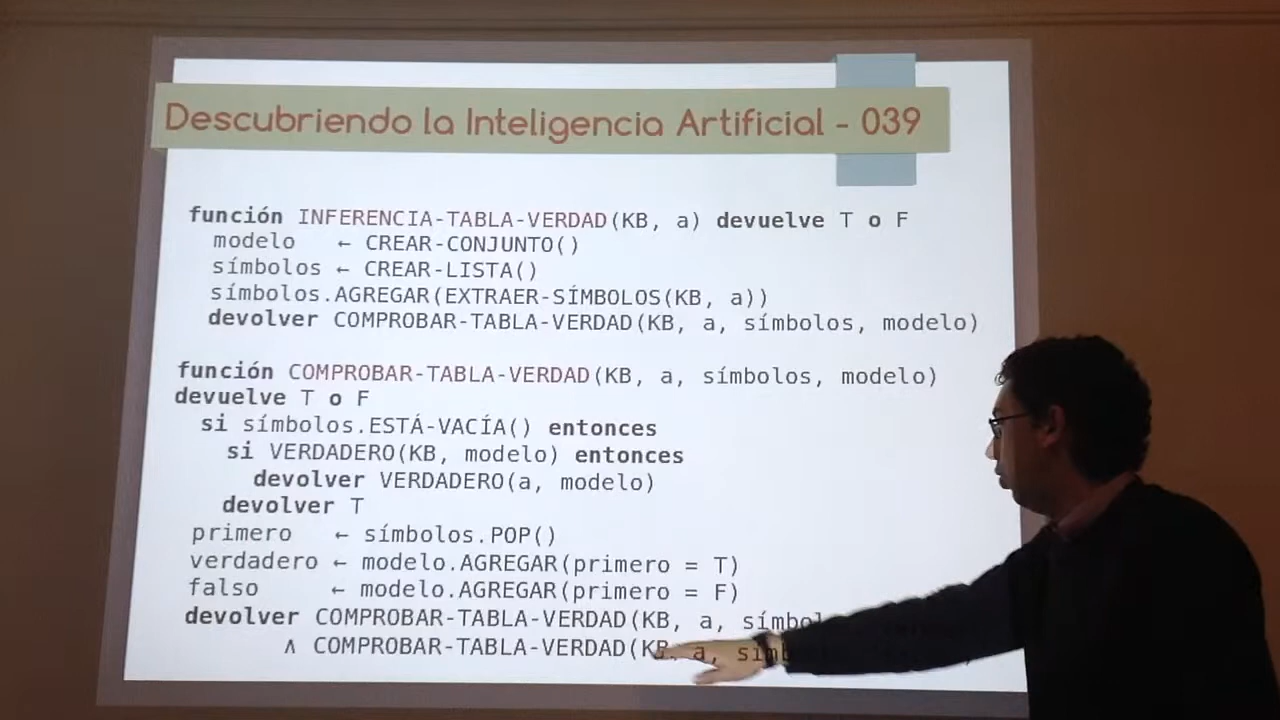 Descubriendo la Inteligencia Artificial - 039
función INFERENCIA-TABLA-VERDAD(KB, a) devuelve T o F
modelo ← CREAR-CONJUNTO()
símbolos ← CREAR-LISTA()
símbolos.AGREGAR(EXTRAER-SÍMBOLOS(KB, a))
devolver COMPROBAR-TABLA-VERDAD(KB, a, símbolos, modelo)
función COMPROBAR-TABLA-VERDAD(KB, a, símbolos, modelo)
devuelve T o F
si símbolos.ESTÁ-VACÍA() entonces
si VERDADERO(KB, modelo) entonces
devolver VERDADERO(a, modelo)
devolver T
primero ← símbolos.POP()
verdadero ← modelo.AGREGAR(primero = T)
falso ← modelo.AGREGAR(primero = F)
devolver COMPROBAR-TABLA-VERDAD(KB, a,
∧ COMPROBAR-TABLA-VERDAD(KB, a,